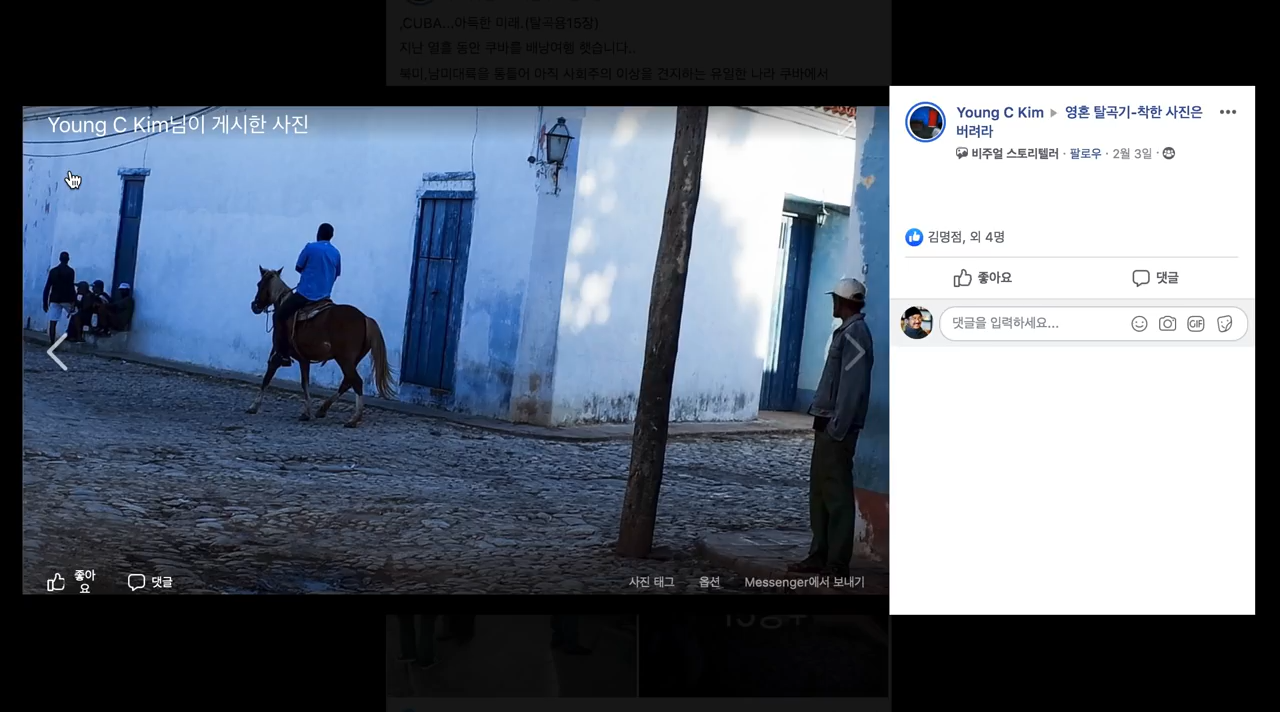 ,CUBA...아득한 미래.(탈곡용15장)
지난 열흘 동안 쿠바를 배낭여행 했습니다..
북미,남미대륙을 통틀어 아직 사회주의 이상을 견지하는 유일한 나라 쿠바에서
Young C Kim님이 게시한 사진
Young C Kim ▸ 영혼 탈곡기-착한 사진은
버려라
비주얼 스토리텔러 · 팔로우 · 2월 3일 ·
김명점, 외 4명
좋아요 댓글
댓글을 입력하세요...
GIF
좋아
요
댓글
사진 태그 옵션 Messenger에서 보내기